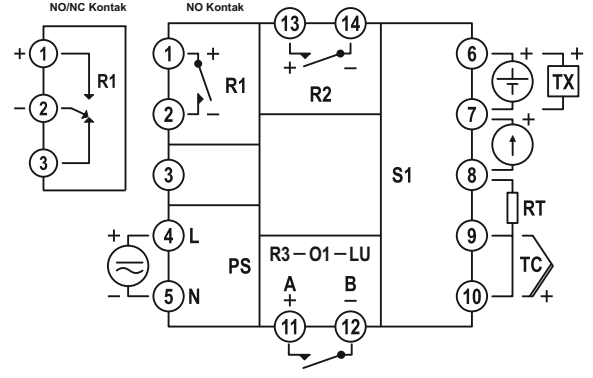 NO/NC Kontak
NO Kontak
13
14
1
+
R1
2
−
3
1
+
R1
2
−
3
4
L
+
PS
5
N
−
+
−
R2
S1
R3−O1−LU
A
B
+
−
11
12
6
+
+
TX
7
+
8
RT
9
TC
10
+